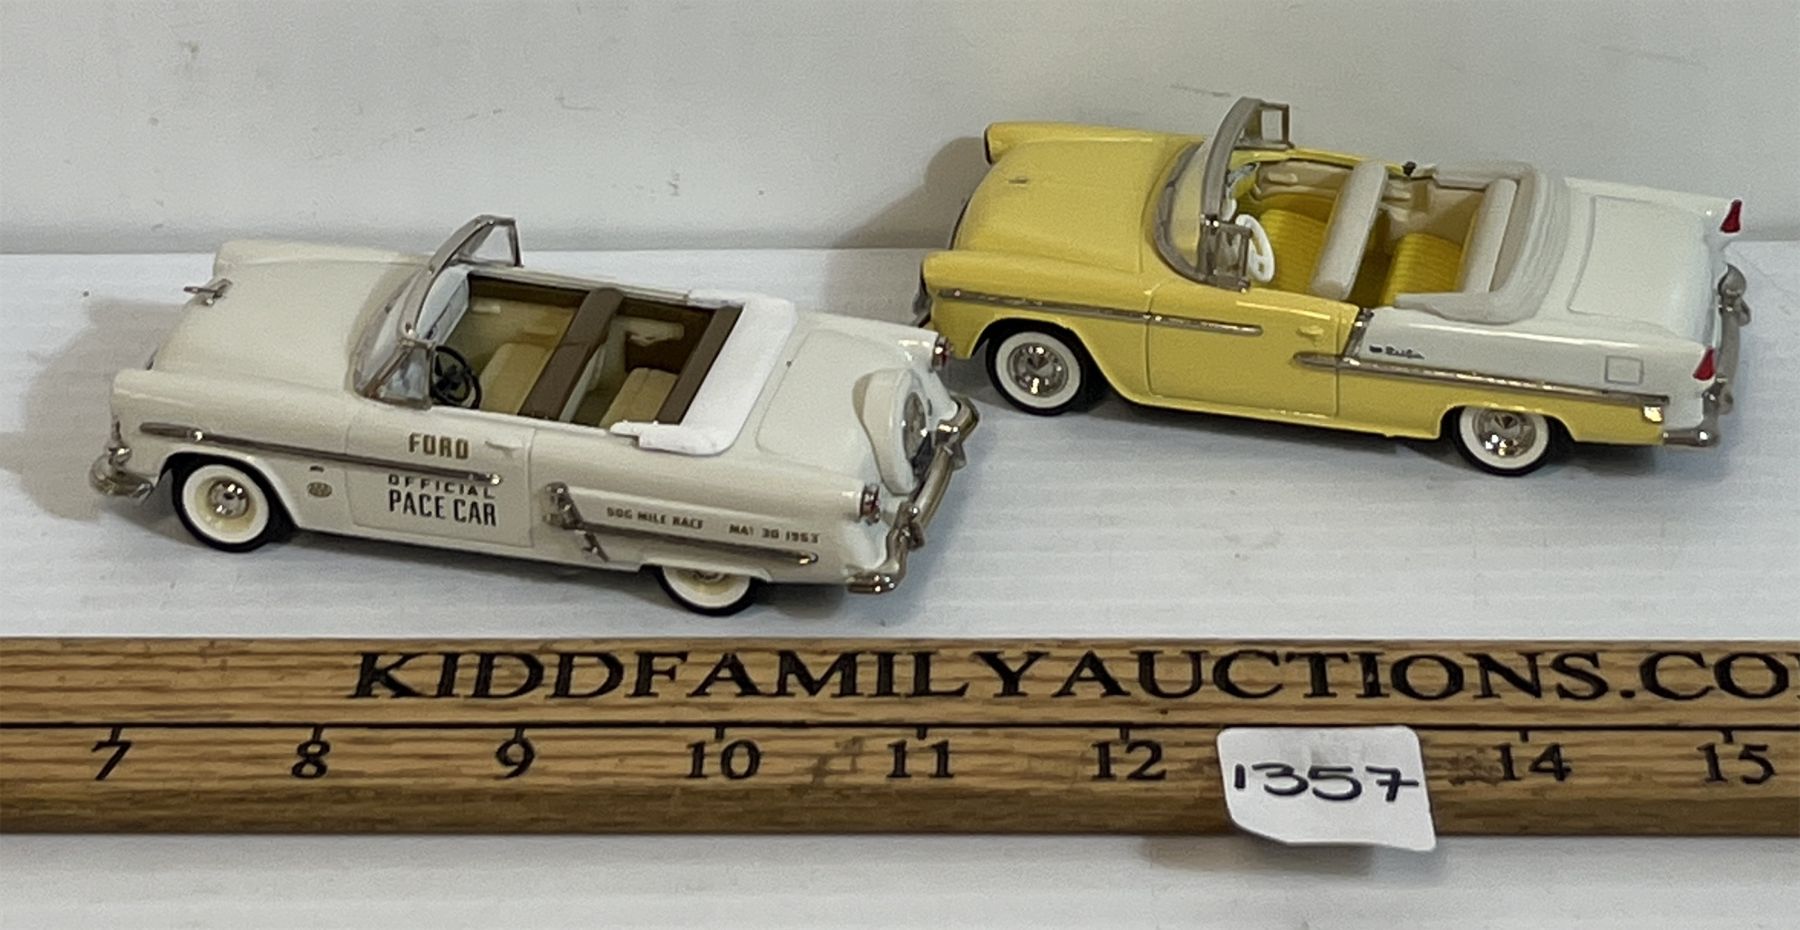 FORD
OFFICIAL
PACE CAR
500 MILE RACE MAY 30 1953
KIDDFAMILYAUCTIONS.CO
7 8 9 10 11 12 14 15
1357